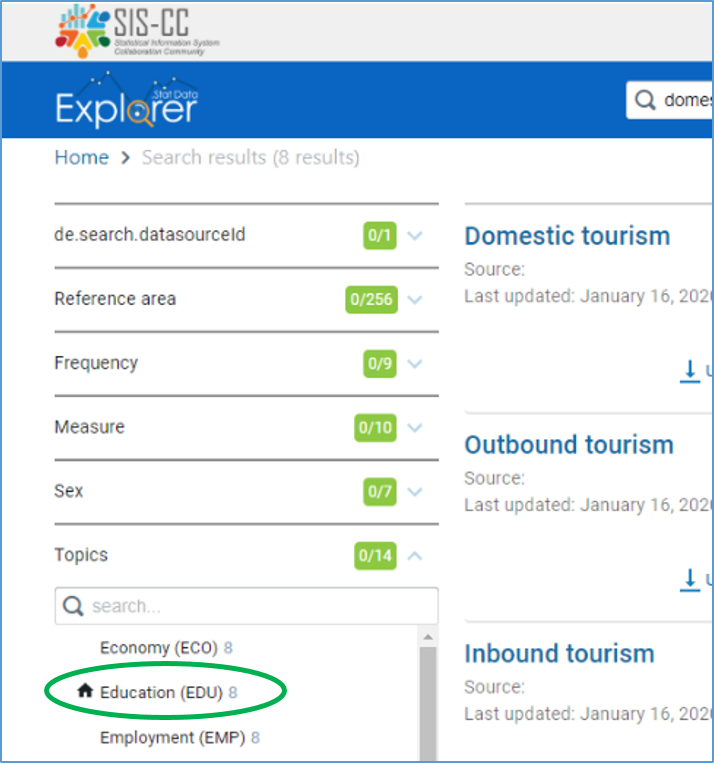 SIS-CC
Statistical Information System
Collaboration Community
Stat Data
Explorer
domes
Home > Search results (8 results)
de.search.datasourceId 0/1
Reference area 0/256
Frequency 0/9
Measure 0/10
Sex 0/7
Topics 0/14
search...
Economy (ECO) 8
Education (EDU) 8
Employment (EMP) 8
Domestic tourism
Source:
Last updated: January 16, 202
Outbound tourism
Source:
Last updated: January 16, 202
Inbound tourism
Source:
Last updated: January 16, 202